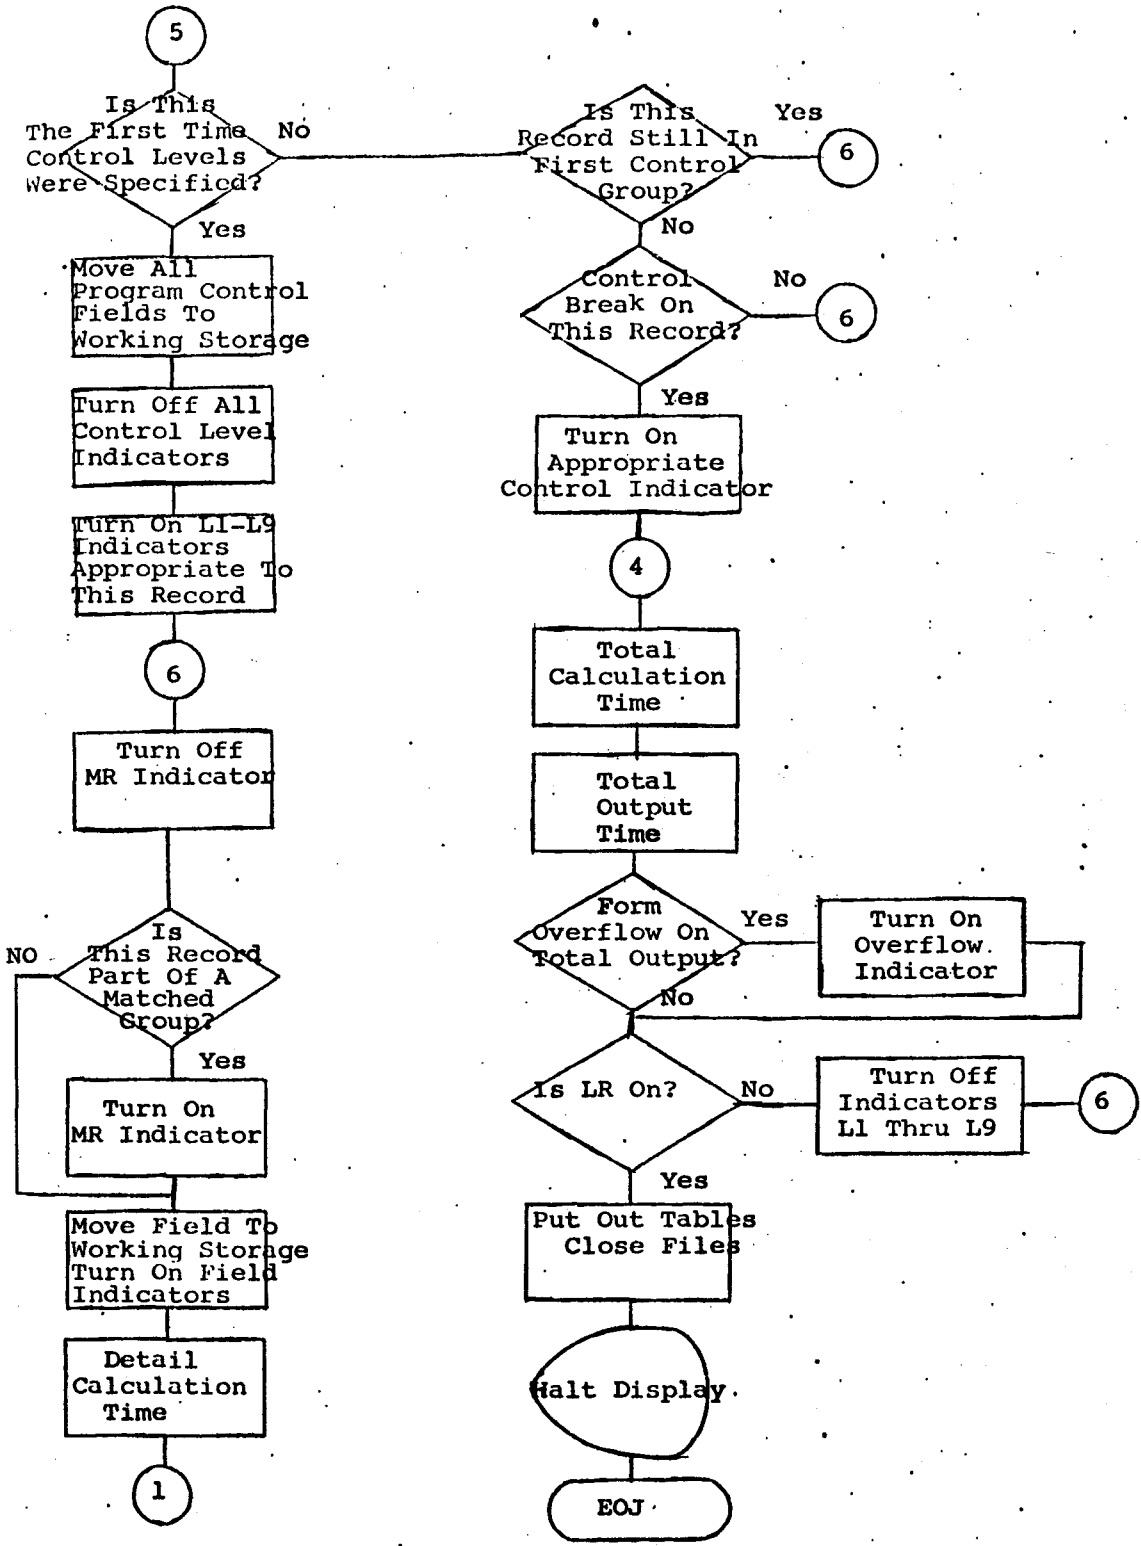 5
Is This
The First Time
Control Levels
Were Specified?
No
Yes
Move All
Program Control
Fields To
Working Storage
Turn Off All
Control Level
Indicators
Turn On L1-L9
Indicators
Appropriate To
This Record
6
Turn Off
MR Indicator
Is
This Record
Part Of A
Matched
Group?
NO
Yes
Turn On
MR Indicator
Move Field To
Working Storage
Turn On Field
Indicators
Detail
Calculation
Time
1
Is This
Record Still In
First Control
Group?
Yes
6
No
Control
Break On
This Record?
No
6
Yes
Turn On
Appropriate
Control Indicator
4
Total
Calculation
Time
Total
Output
Time
Form
Overflow On
Total Output?
Yes
Turn On
Overflow
Indicator
No
Is LR On?
No
Turn Off
Indicators
L1 Thru L9
6
Yes
Put Out Tables
Close Files
Halt Display
EOJ